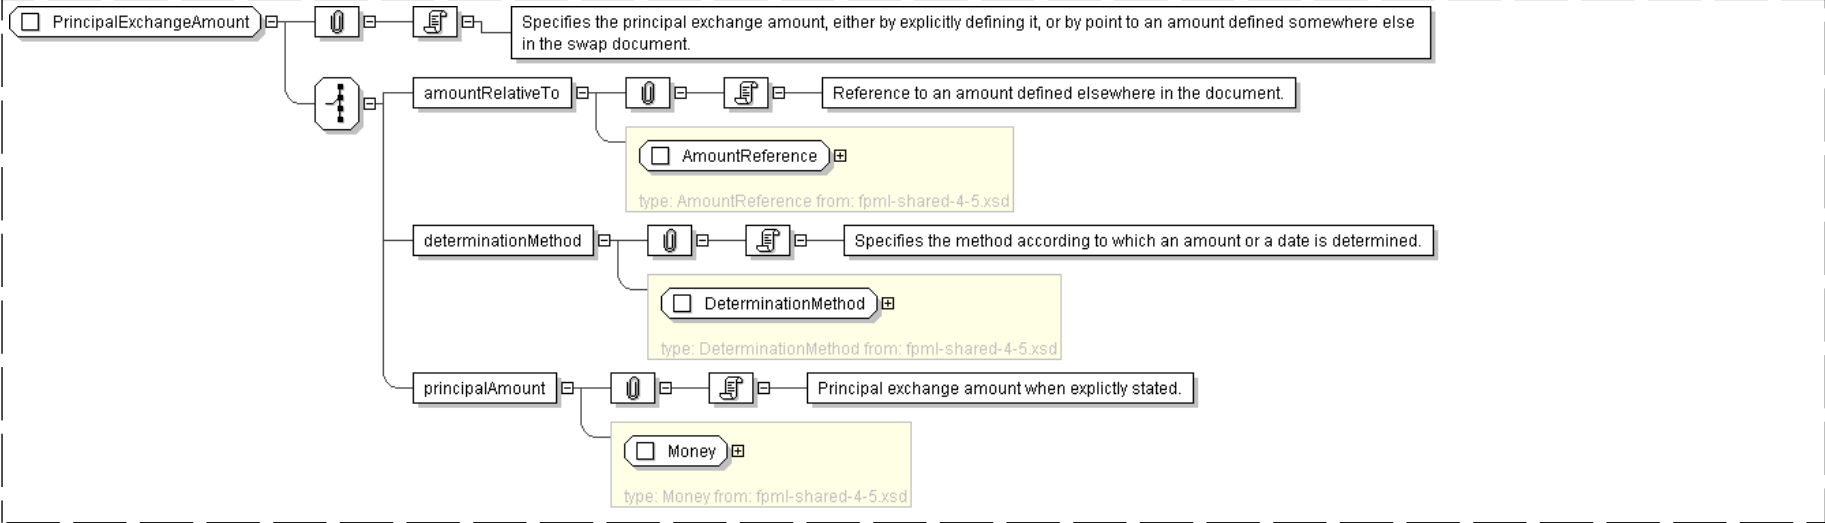 PrincipalExchangeAmount
Specifies the principal exchange amount, either by explicitly defining it, or by point to an amount defined somewhere else
in the swap document.
amountRelativeTo
Reference to an amount defined elsewhere in the document.
AmountReference
type: AmountReference from: fpml-shared-4-5.xsd
determinationMethod
Specifies the method according to which an amount or a date is determined.
DeterminationMethod
type: DeterminationMethod from: fpml-shared-4-5.xsd
principalAmount
Principal exchange amount when explictly stated.
Money
type: Money from: fpml-shared-4-5.xsd